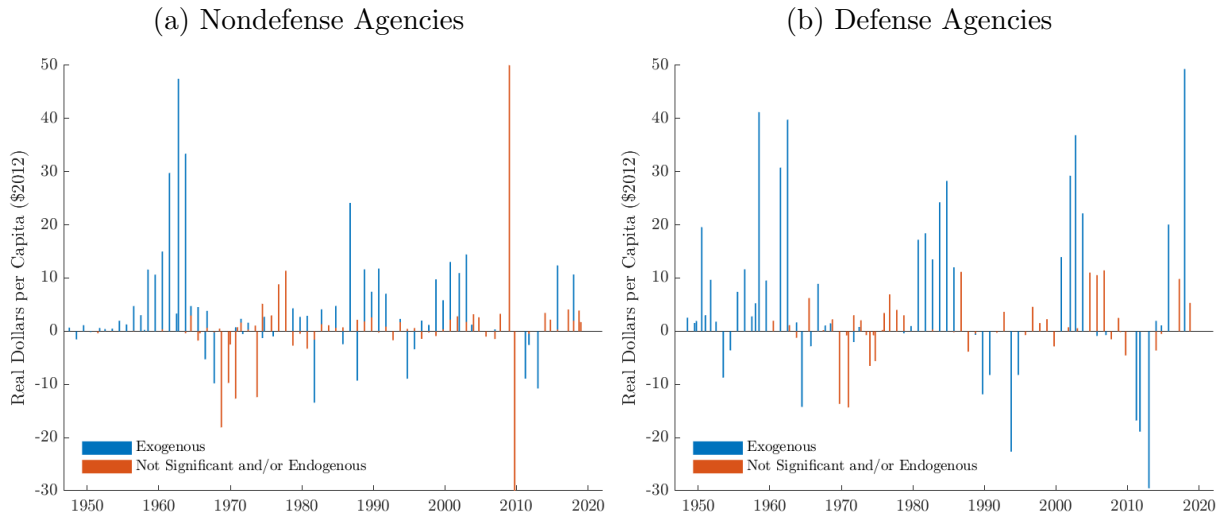 (a) Nondefense Agencies
Real Dollars per Capita ($2012)
50
40
30
20
10
0
-10
-20
-30
Exogenous
Not Significant and/or Endogenous
1950 1960 1970 1980 1990 2000 2010 2020
(b) Defense Agencies
Real Dollars per Capita ($2012)
50
40
30
20
10
0
-10
-20
-30
Exogenous
Not Significant and/or Endogenous
1950 1960 1970 1980 1990 2000 2010 2020